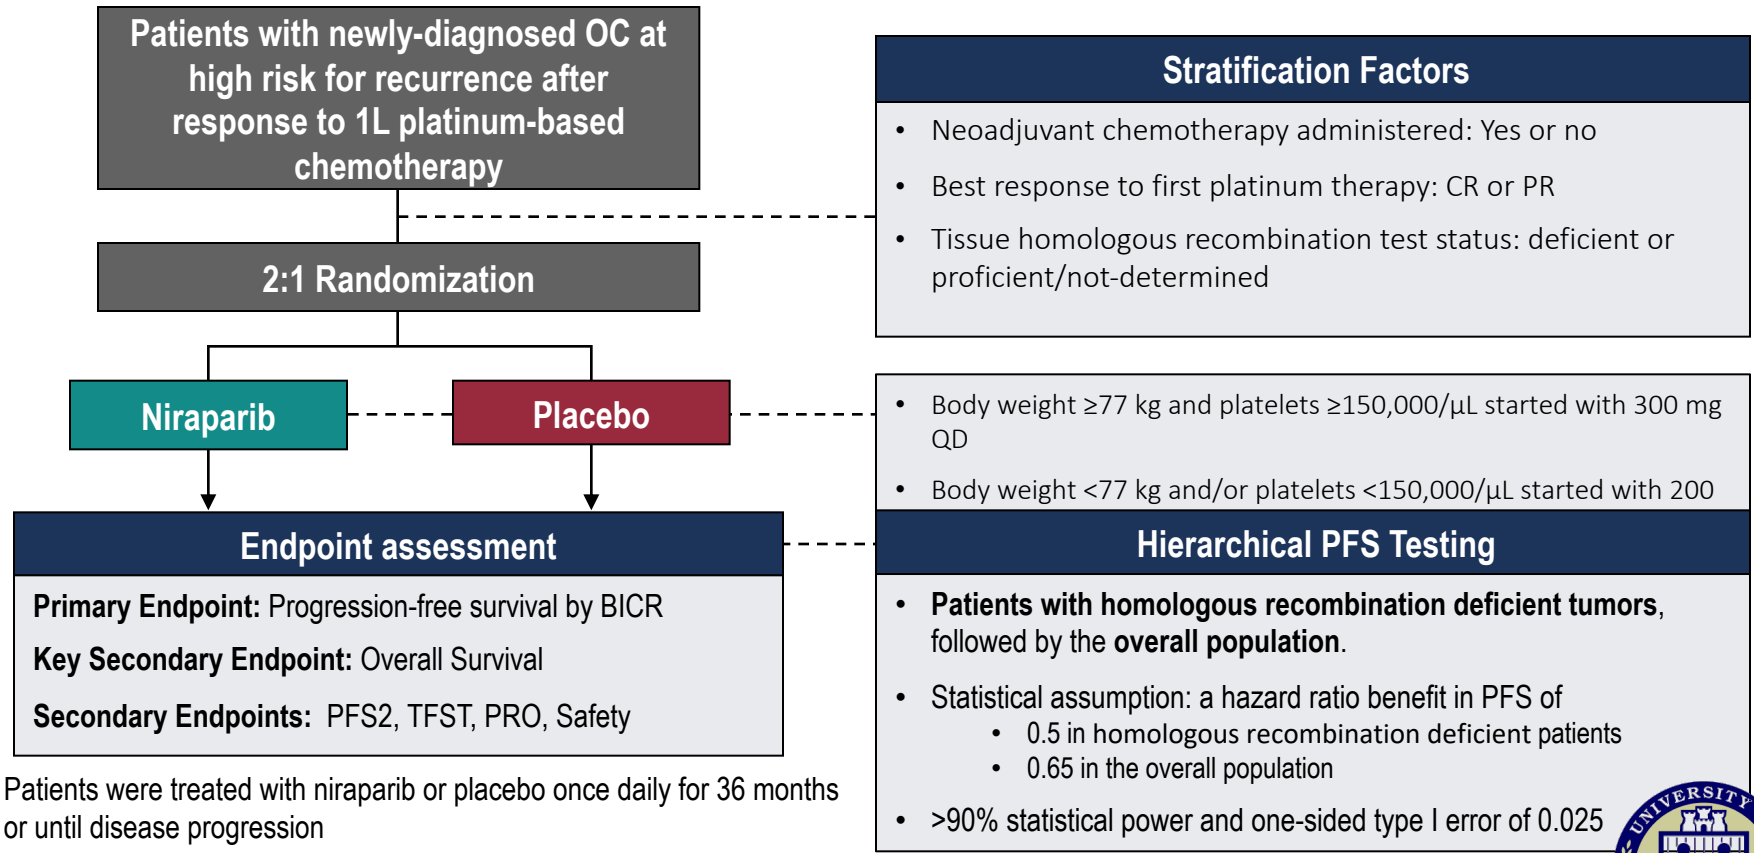 Patients with newly-diagnosed OC at
high risk for recurrence after
response to 1L platinum-based
chemotherapy
2:1 Randomization
Niraparib
Placebo
Endpoint assessment
Primary Endpoint: Progression-free survival by BICR
Key Secondary Endpoint: Overall Survival
Secondary Endpoints: PFS2, TFST, PRO, Safety
Patients were treated with niraparib or placebo once daily for 36 months
or until disease progression
Stratification Factors
• Neoadjuvant chemotherapy administered: Yes or no
• Best response to first platinum therapy: CR or PR
• Tissue homologous recombination test status: deficient or
proficient/not-determined
• Body weight ≥77 kg and platelets ≥150,000/μL started with 300 mg
QD
• Body weight <77 kg and/or platelets <150,000/μL started with 200
Hierarchical PFS Testing
• Patients with homologous recombination deficient tumors,
followed by the overall population.
• Statistical assumption: a hazard ratio benefit in PFS of
• 0.5 in homologous recombination deficient patients
• 0.65 in the overall population
• >90% statistical power and one-sided type I error of 0.025
UNIVERSITY